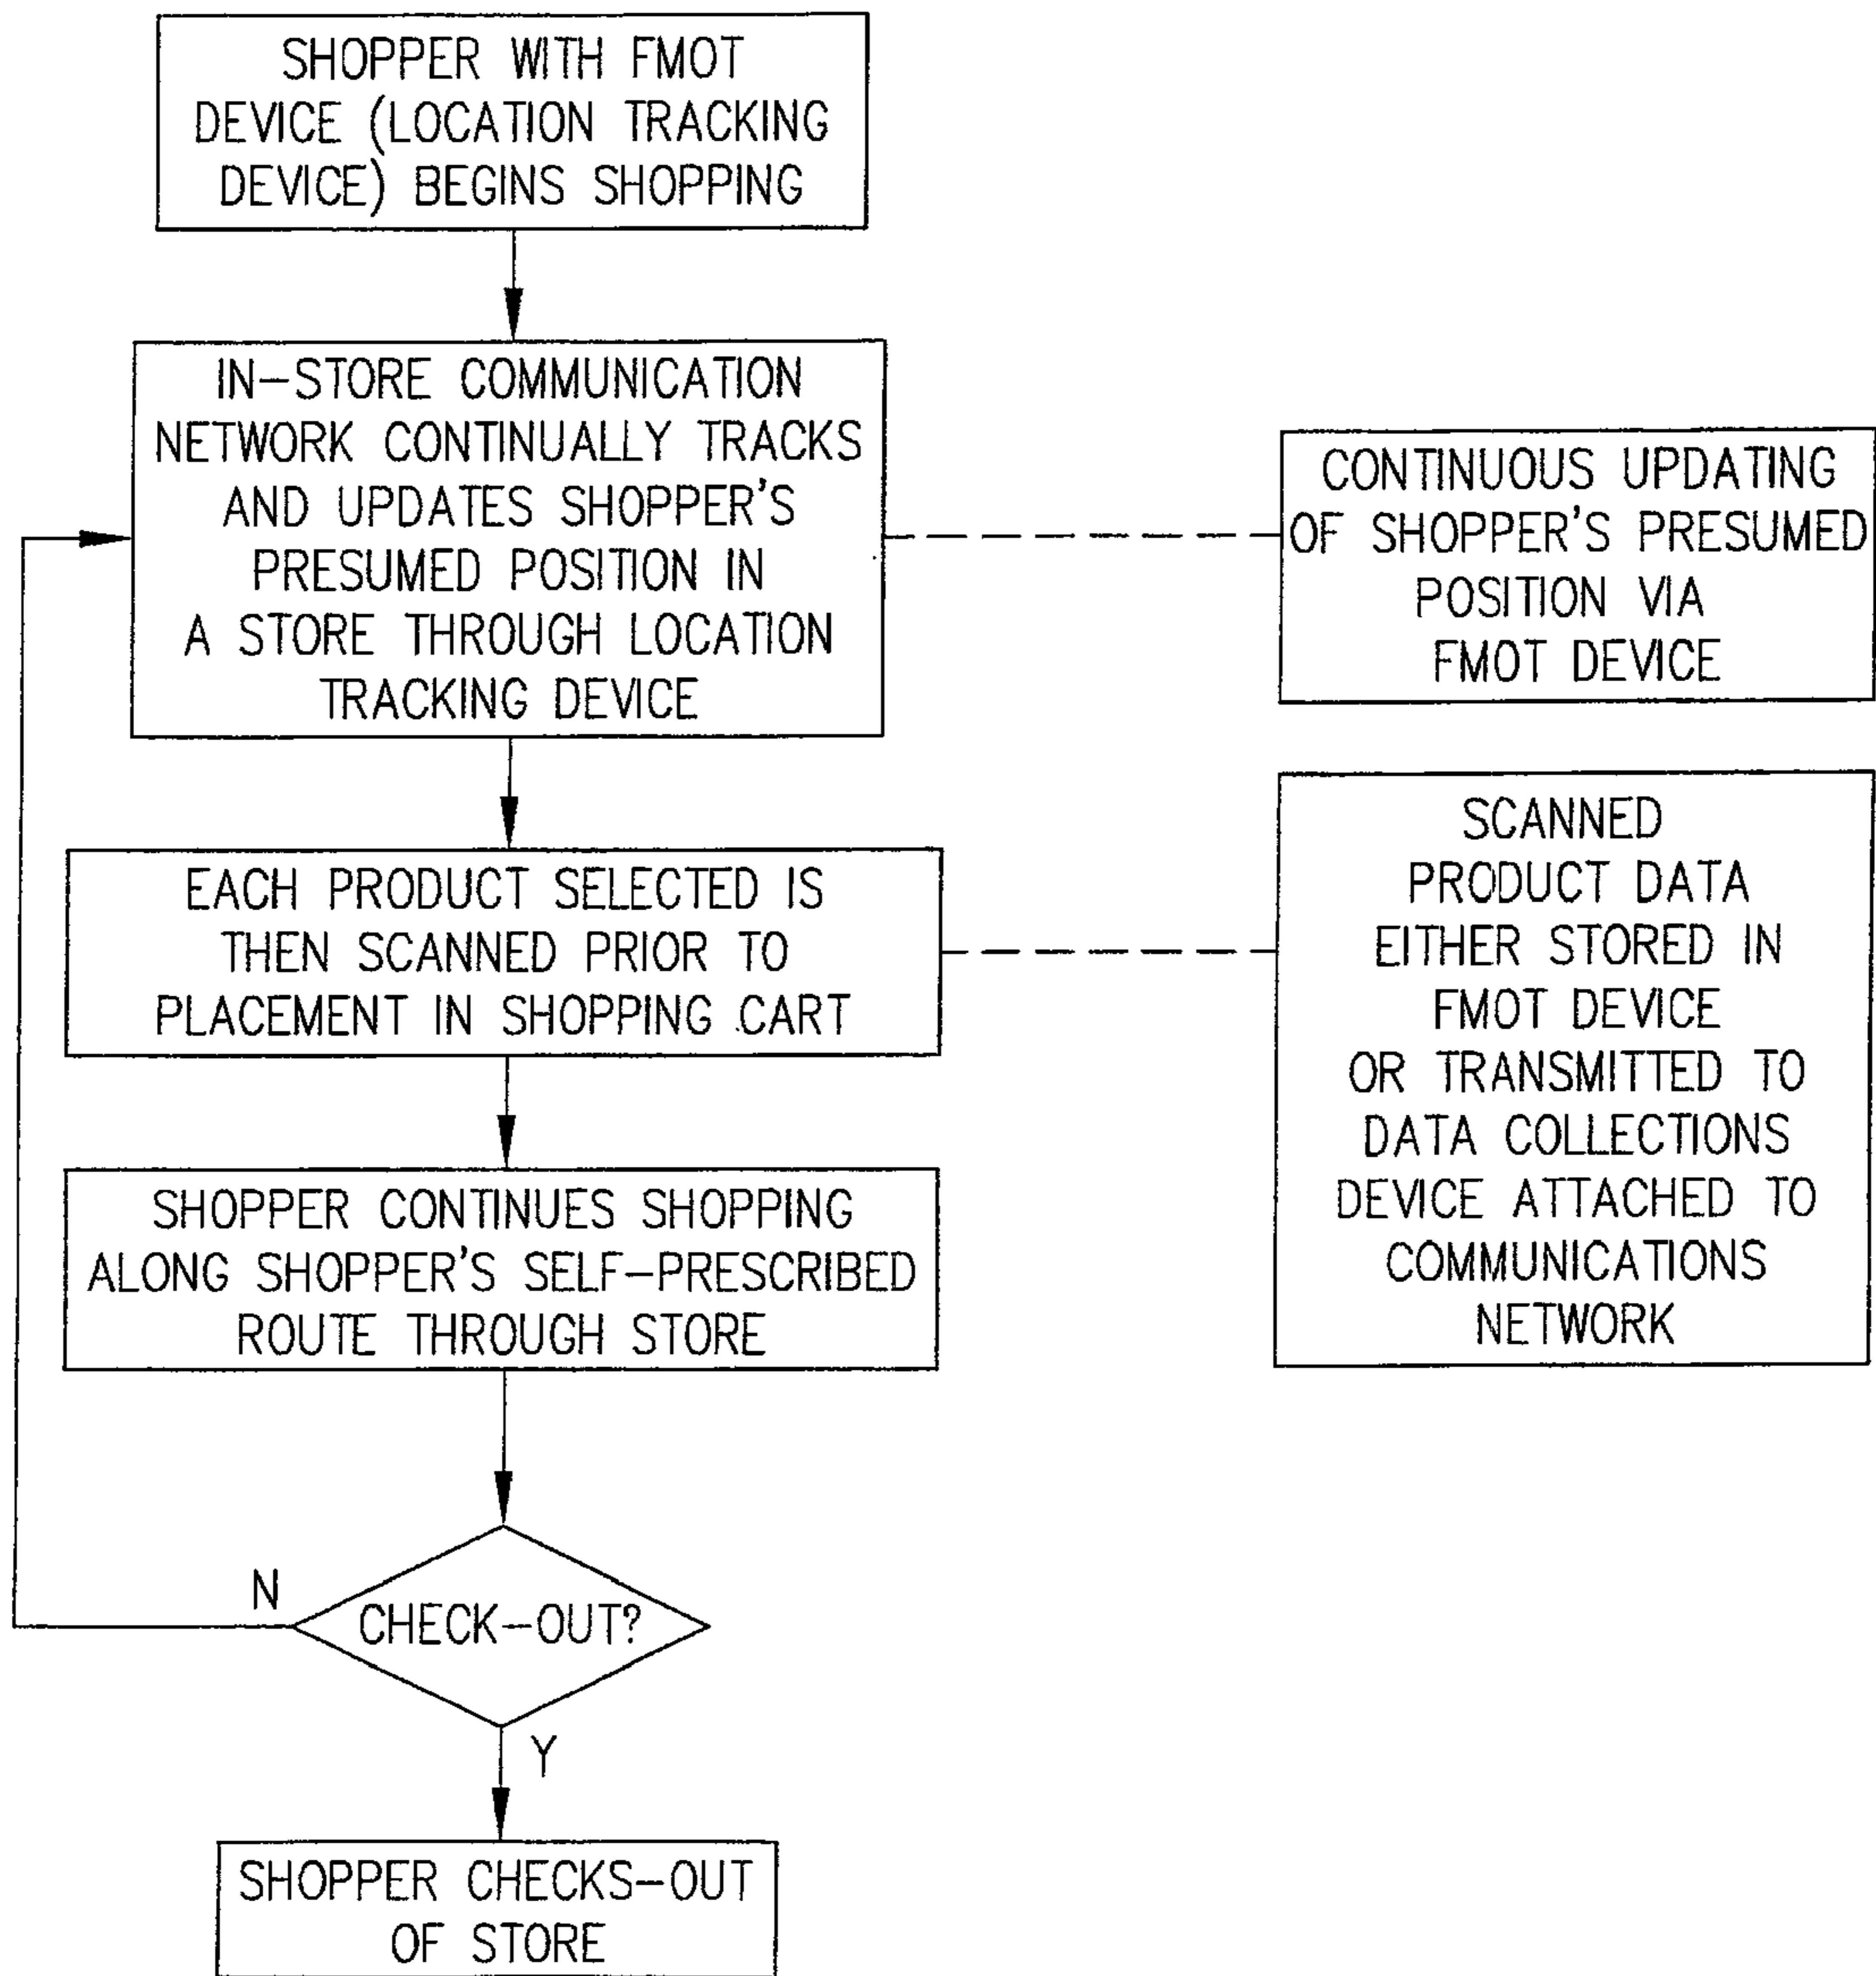 SHOPPER WITH FMOT
DEVICE (LOCATION TRACKING
DEVICE) BEGINS SHOPPING
IN-STORE COMMUNICATION
NETWORK CONTINUALLY TRACKS
AND UPDATES SHOPPER'S
PRESUMED POSITION IN
A STORE THROUGH LOCATION
TRACKING DEVICE
CONTINUOUS UPDATING
OF SHOPPER'S PRESUMED
POSITION VIA
FMOT DEVICE
EACH PRODUCT SELECTED IS
THEN SCANNED PRIOR TO
PLACEMENT IN SHOPPING CART
SCANNED
PRODUCT DATA
EITHER STORED IN
FMOT DEVICE
OR TRANSMITTED TO
DATA COLLECTIONS
DEVICE ATTACHED TO
COMMUNICATIONS
NETWORK
SHOPPER CONTINUES SHOPPING
ALONG SHOPPER'S SELF-PRESCRIBED
ROUTE THROUGH STORE
N
CHECK-OUT?
Y
SHOPPER CHECKS-OUT
OF STORE